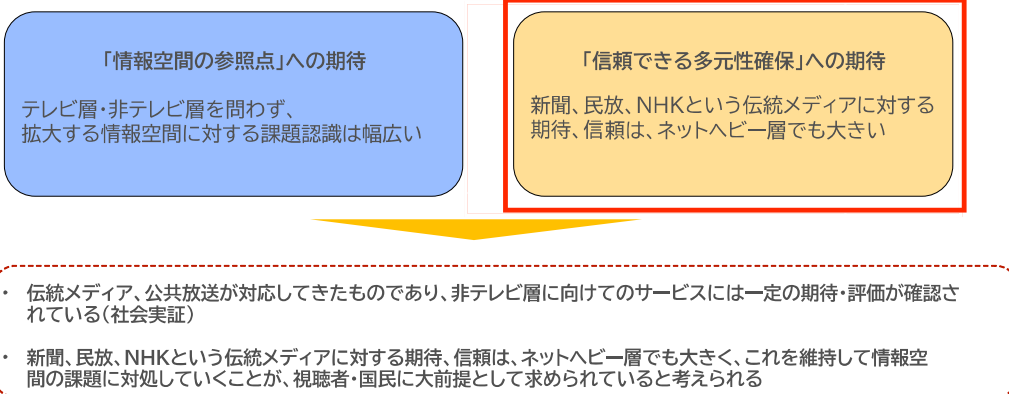 「情報空間の参照点」への期待
テレビ層・非テレビ層を問わず、
拡大する情報空間に対する課題認識は幅広い
「信頼できる多元性確保」への期待
新聞、民放、NHKという伝統メディアに対する
期待、信頼は、ネットヘビー層でも大きい
・ 伝統メディア、公共放送が対応してきたものであり、非テレビ層に向けてのサービスには一定の期待・評価が確認さ
れている(社会実証)
・ 新聞、民放、NHKという伝統メディアに対する期待、信頼は、ネットヘビー層でも大きく、これを維持して情報空
間の課題に対処していくことが、視聴者・国民に大前提として求められていると考えられる